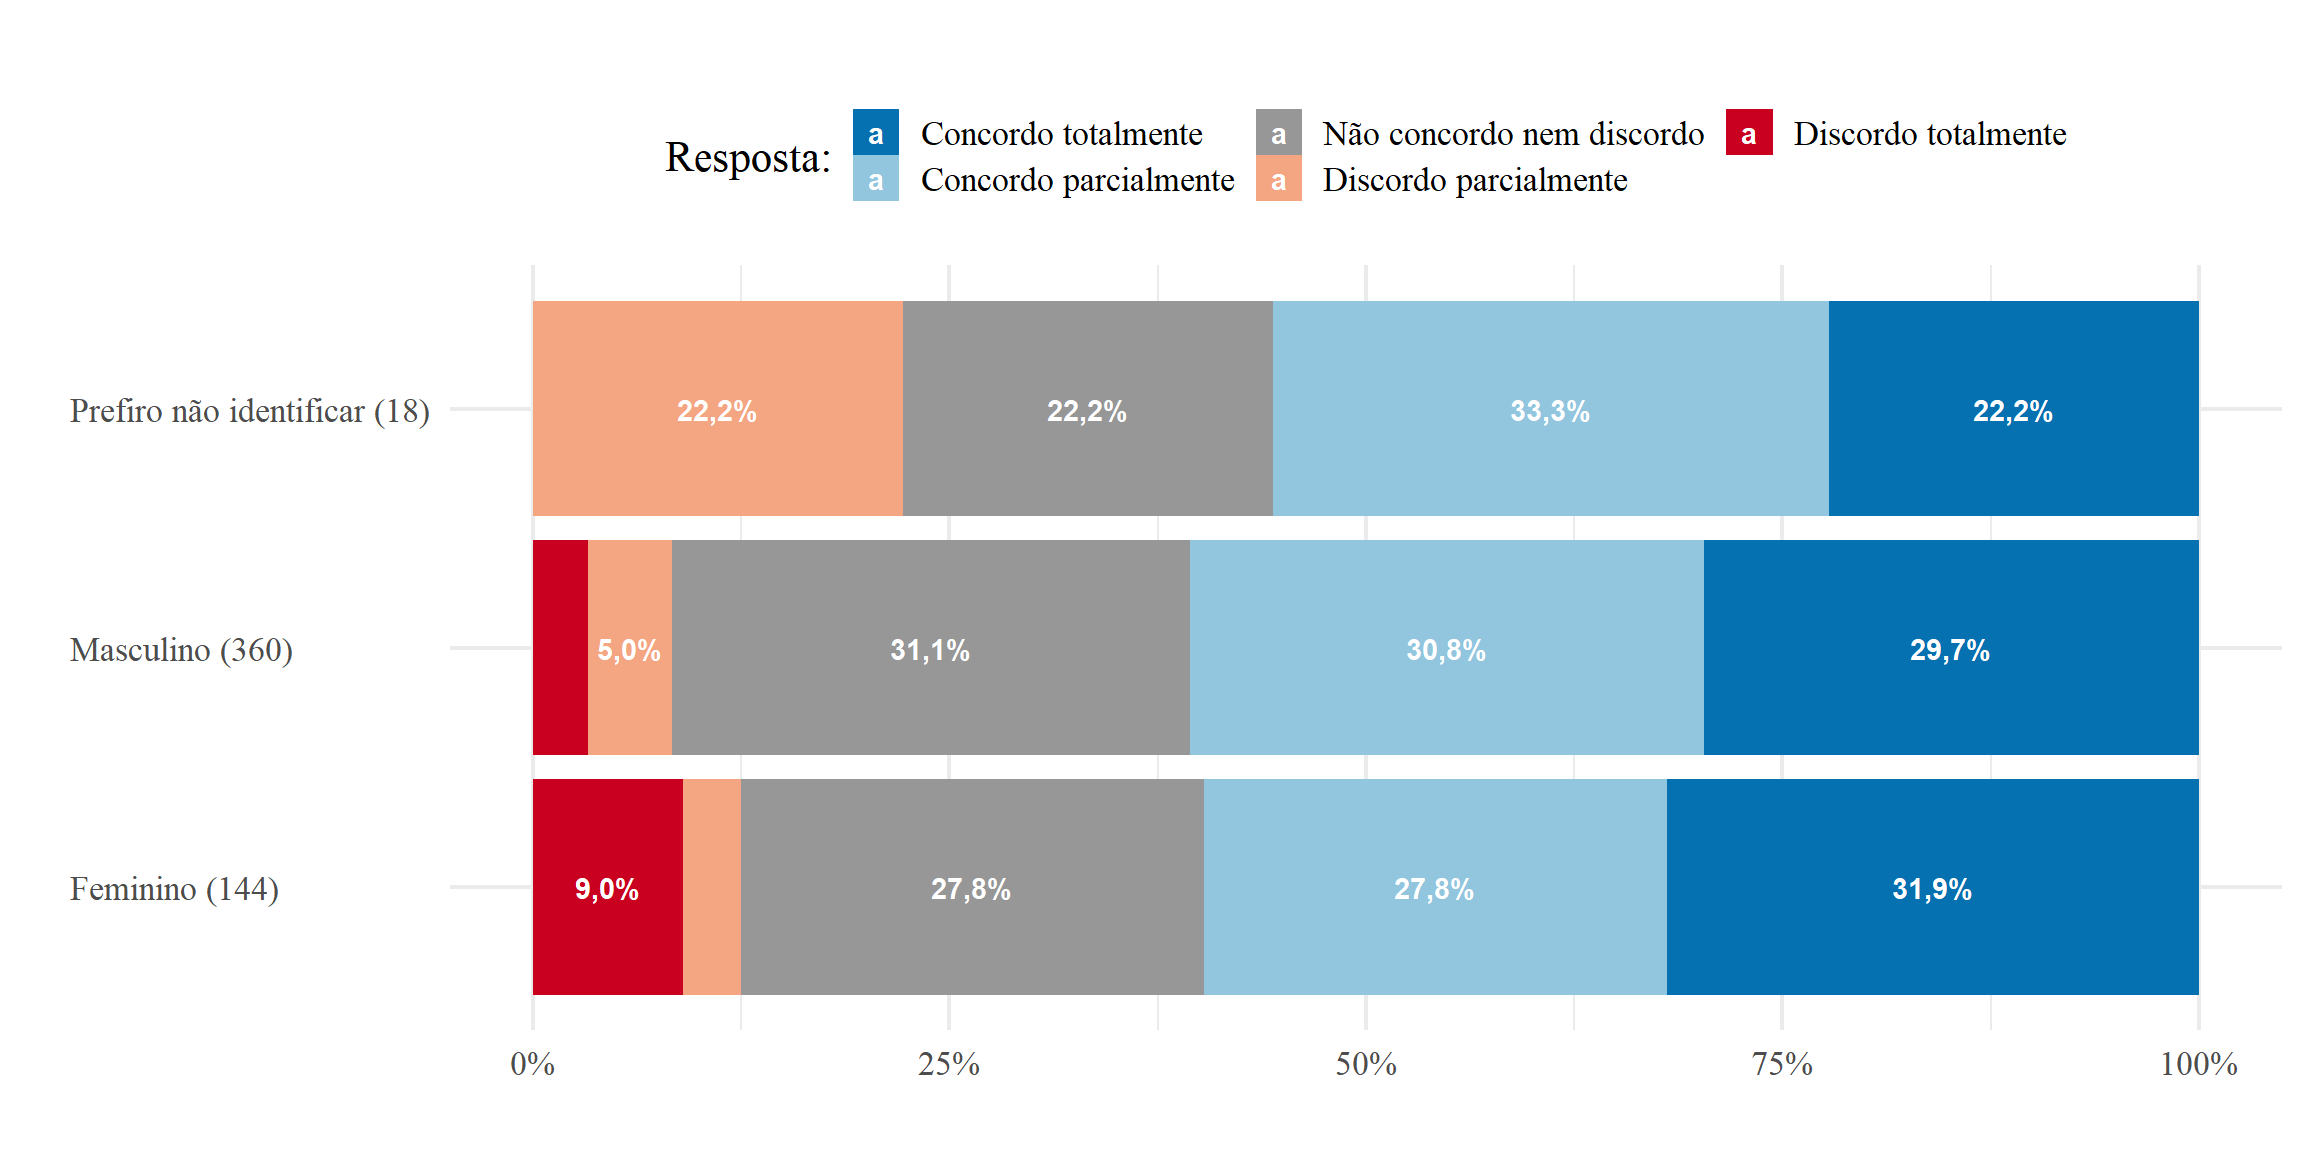 Resposta:
a Concordo totalmente a Não concordo nem discordo a Discordo totalmente
a Concordo parcialmente a Discordo parcialmente
Prefiro não identificar (18) 22,2% 22,2% 33,3% 22,2%
Masculino (360) 5,0% 31,1% 30,8% 29,7%
Feminino (144) 9,0% 27,8% 27,8% 31,9%
0% 25% 50% 75% 100%